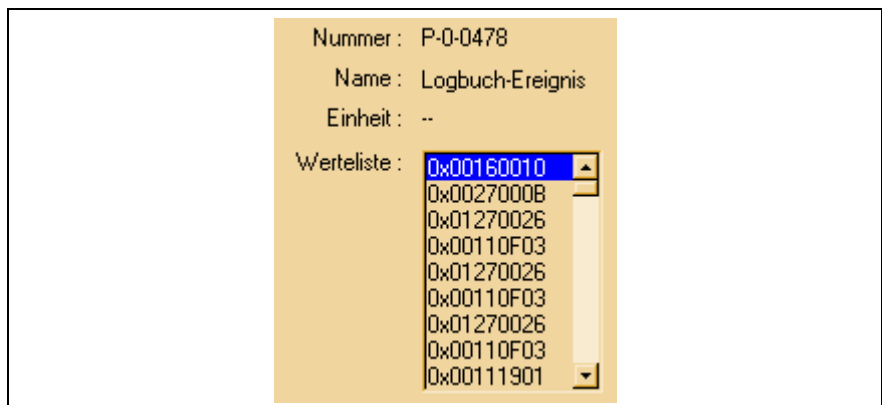 Nummer : P-0-0478
Name : Logbuch-Ereignis
Einheit : --
Werteliste : 0x00160010
0x0027000B
0x01270026
0x00110F03
0x01270026
0x00110F03
0x01270026
0x00110F03
0x00111901